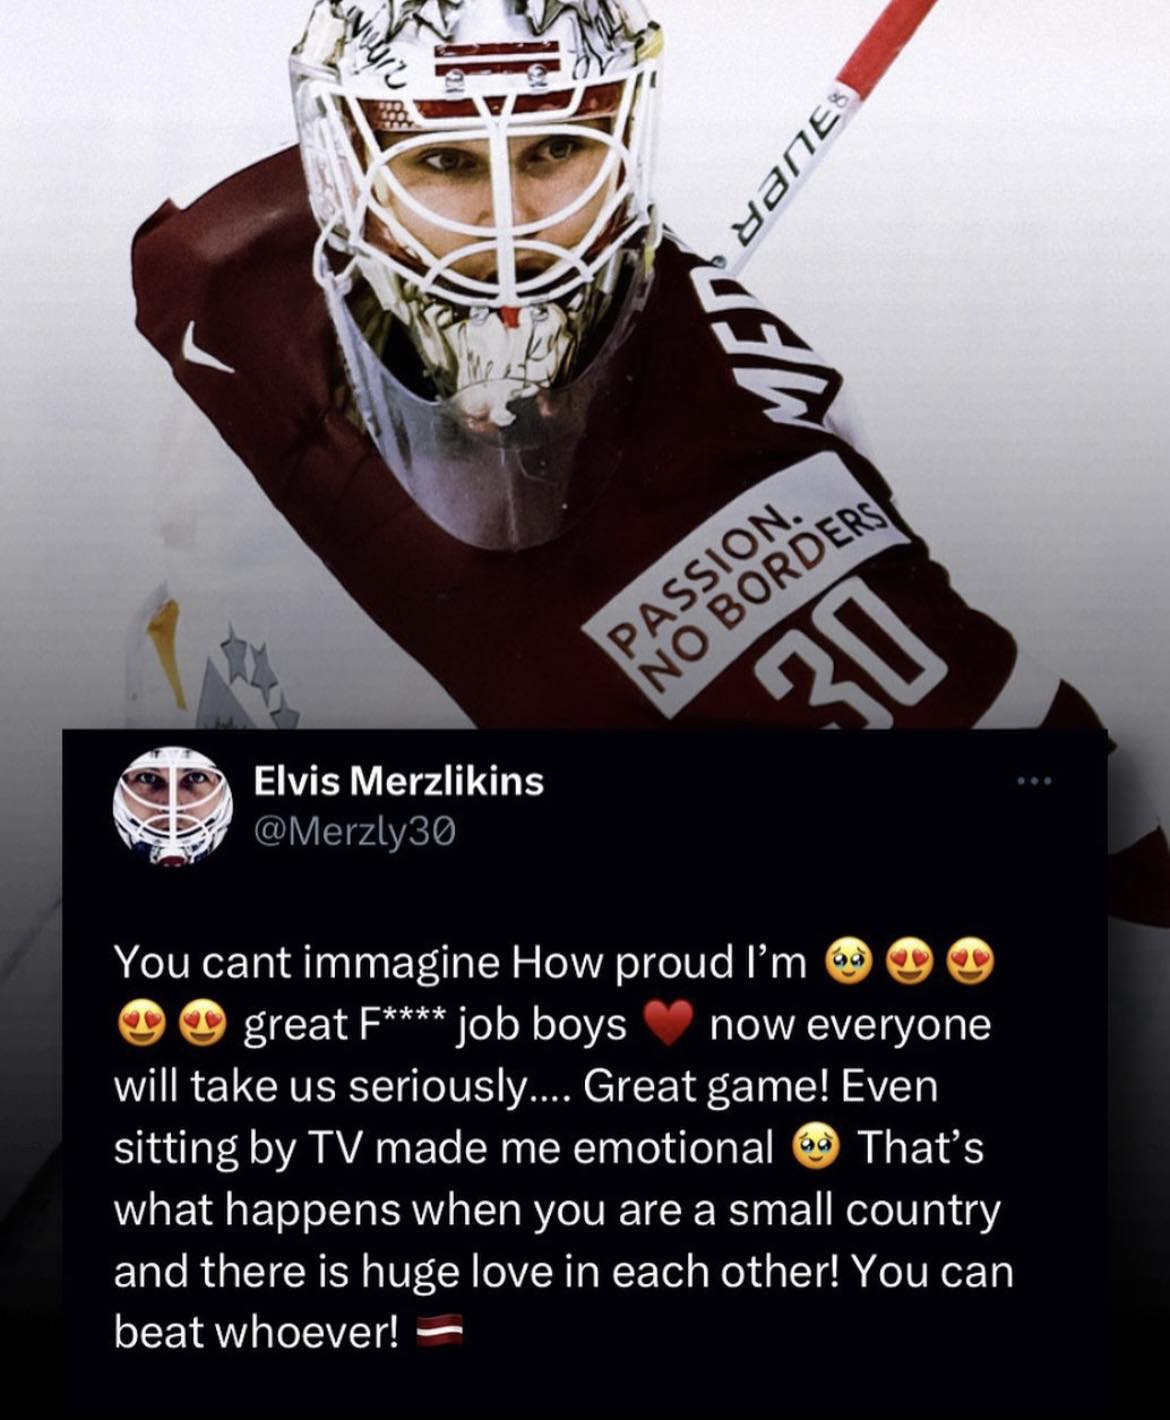 BAUER
MED
PASSION.
NO BORDERS
30
Elvis Merzlikins
@Merzly30
You cant immagine How proud I’m 🥹😍😍
😍😍 great F**** job boys ♥️ now everyone
will take us seriously.... Great game! Even
sitting by TV made me emotional 🥹 That’s
what happens when you are a small country
and there is huge love in each other! You can
beat whoever! 🇱🇻